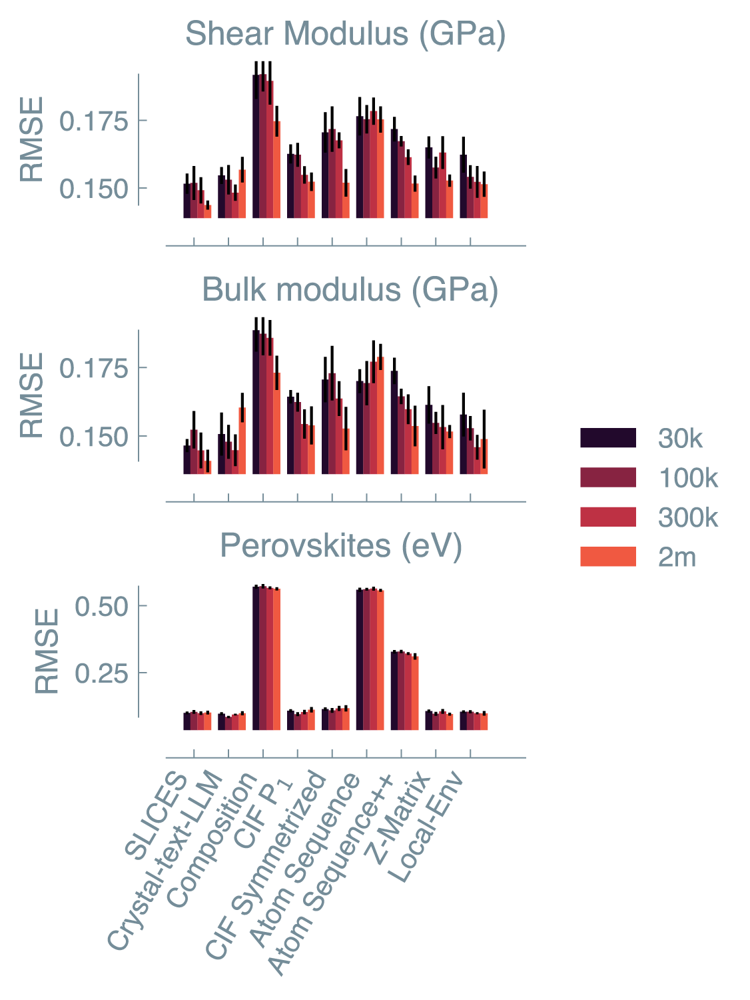 Shear Modulus (GPa)
RMSE
0.175
0.150
Bulk modulus (GPa)
RMSE
0.175
0.150
30k
100k
300k
2m
Perovskites (eV)
RMSE
0.50
0.25
SLICES
Crystal-text-LLM
Composition
CIF P₁
CIF Symmetrized
Atom Sequence
Atom Sequence++
Z-Matrix
Local-Env